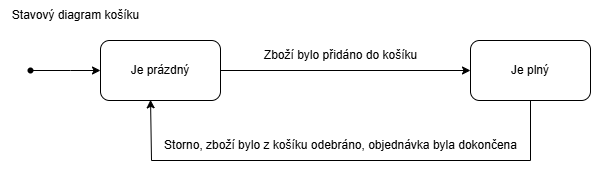 Stavový diagram košíku
Zboží bylo přidáno do košíku
Je prázdný
Je plný
Storno, zboží bylo z košíku odebráno, objednávka byla dokončena